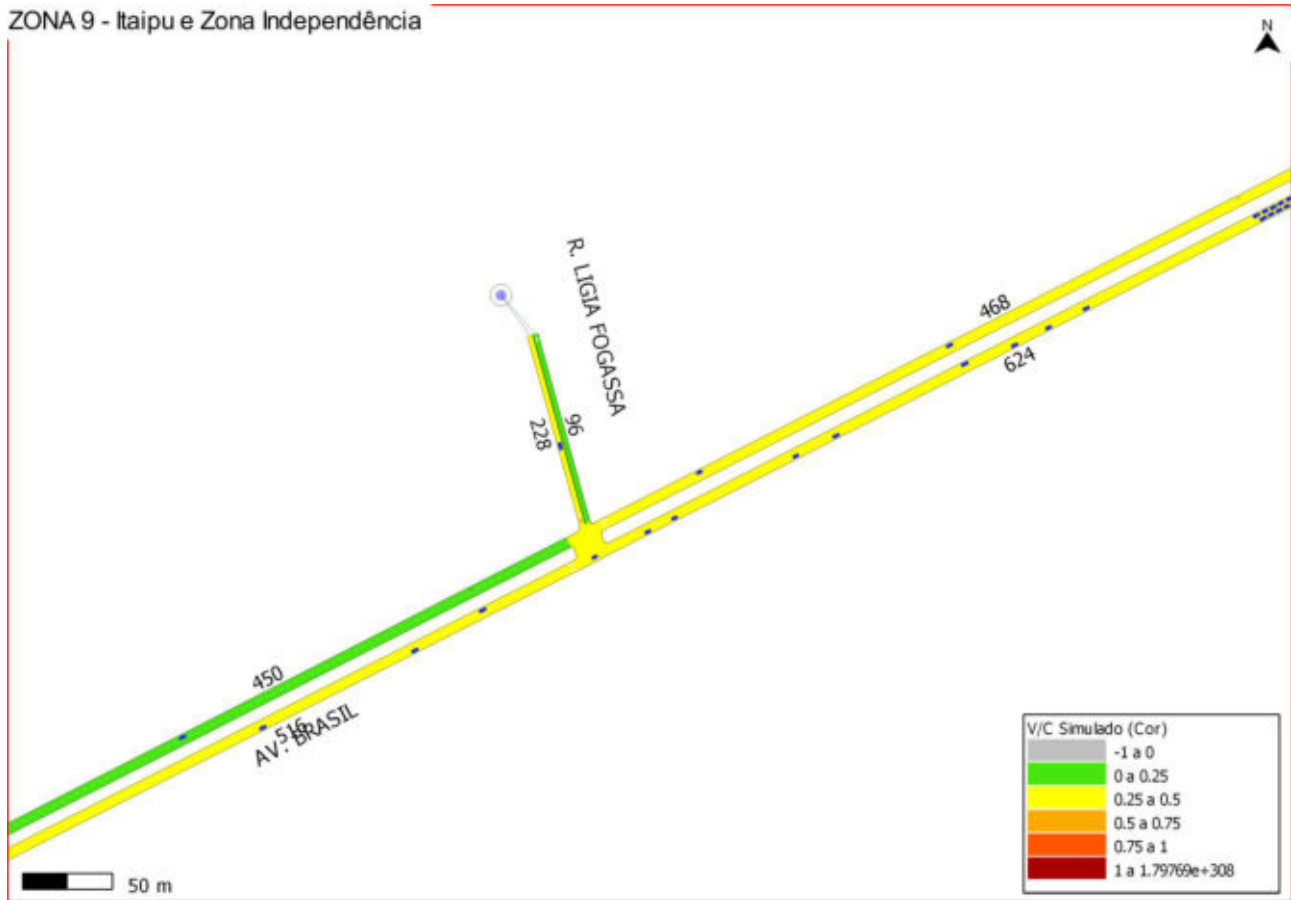 ZONA 9 - Itaipu e Zona Independência
N
R. LIGIA FOGASSA
468
624
96
228
450
516
AV. BRASIL
V/C Simulado (Cor)
-1 a 0
0 a 0.25
0.25 a 0.5
0.5 a 0.75
0.75 a 1
1 a 1.79769e+308
50 m